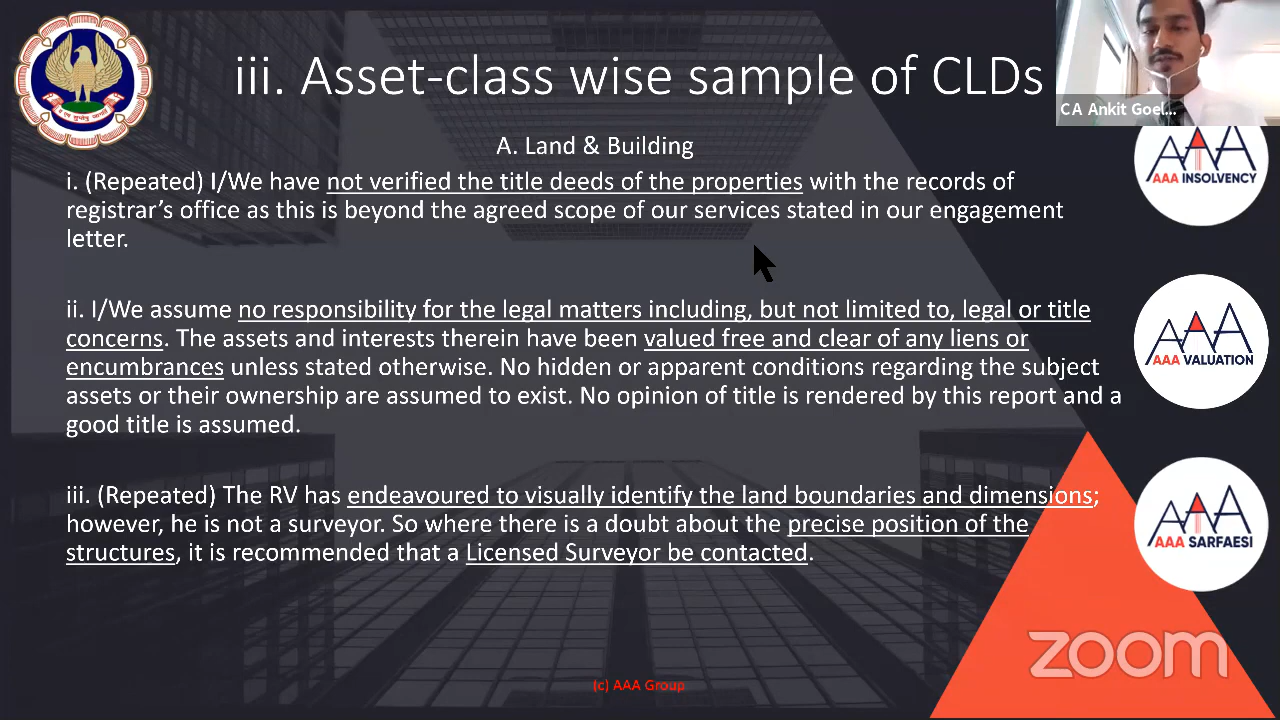 iii. Asset-class wise sample of CLDs
CA Ankit Goel...
A. Land & Building
i. (Repeated) I/We have not verified the title deeds of the properties with the records of
registrar's office as this is beyond the agreed scope of our services stated in our engagement
letter.
ii. I/We assume no responsibility for the legal matters including, but not limited to, legal or title
concerns. The assets and interests therein have been valued free and clear of any liens or
encumbrances unless stated otherwise. No hidden or apparent conditions regarding the subject
assets or their ownership are assumed to exist. No opinion of title is rendered by this report and a
good title is assumed.
iii. (Repeated) The RV has endeavoured to visually identify the land boundaries and dimensions;
however, he is not a surveyor. So where there is a doubt about the precise position of the
structures, it is recommended that a Licensed Surveyor be contacted.
AAA
AAA INSOLVENCY
AAA
AAA VALUATION
AAA
AAA SARFAESI
zoom
(c) AAA Group